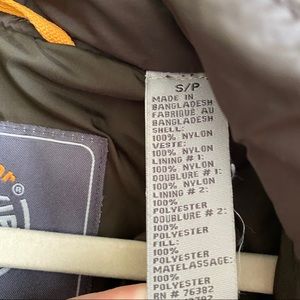 S/P
MADE IN
BANGLADESH
FABRIQUÉ AU
BANGLADESH
SHELL:
100% NYLON
VESTE:
100% NYLON
LINING # 1:
100% NYLON
DOUBLURE # 1:
100% NYLON
LINING # 2:
100%
POLYESTER
DOUBLURE # 2:
100%
POLYESTER
FILL:
100%
POLYESTER
MATELASSAGE:
100%
POLYESTER
RN # 76382